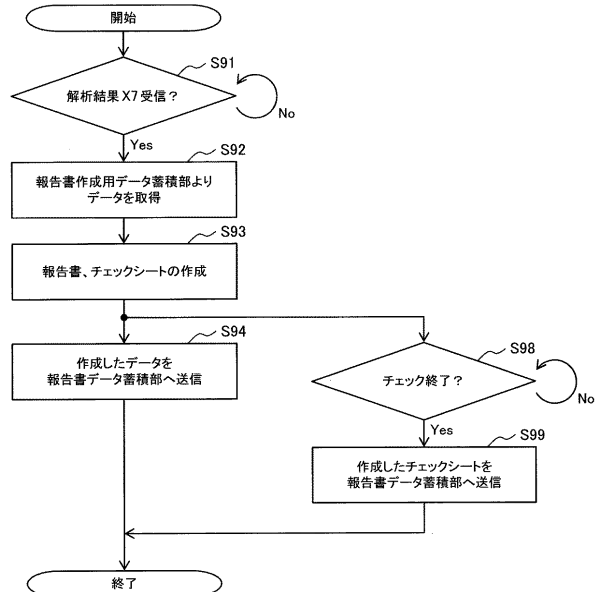 開始
S91
解析結果X7受信？
No
Yes
S92
報告書作成用データ蓄積部より
データを取得
S93
報告書、チェックシートの作成
S94
作成したデータを
報告書データ蓄積部へ送信
S98
チェック終了？
No
Yes
S99
作成したチェックシートを
報告書データ蓄積部へ送信
終了